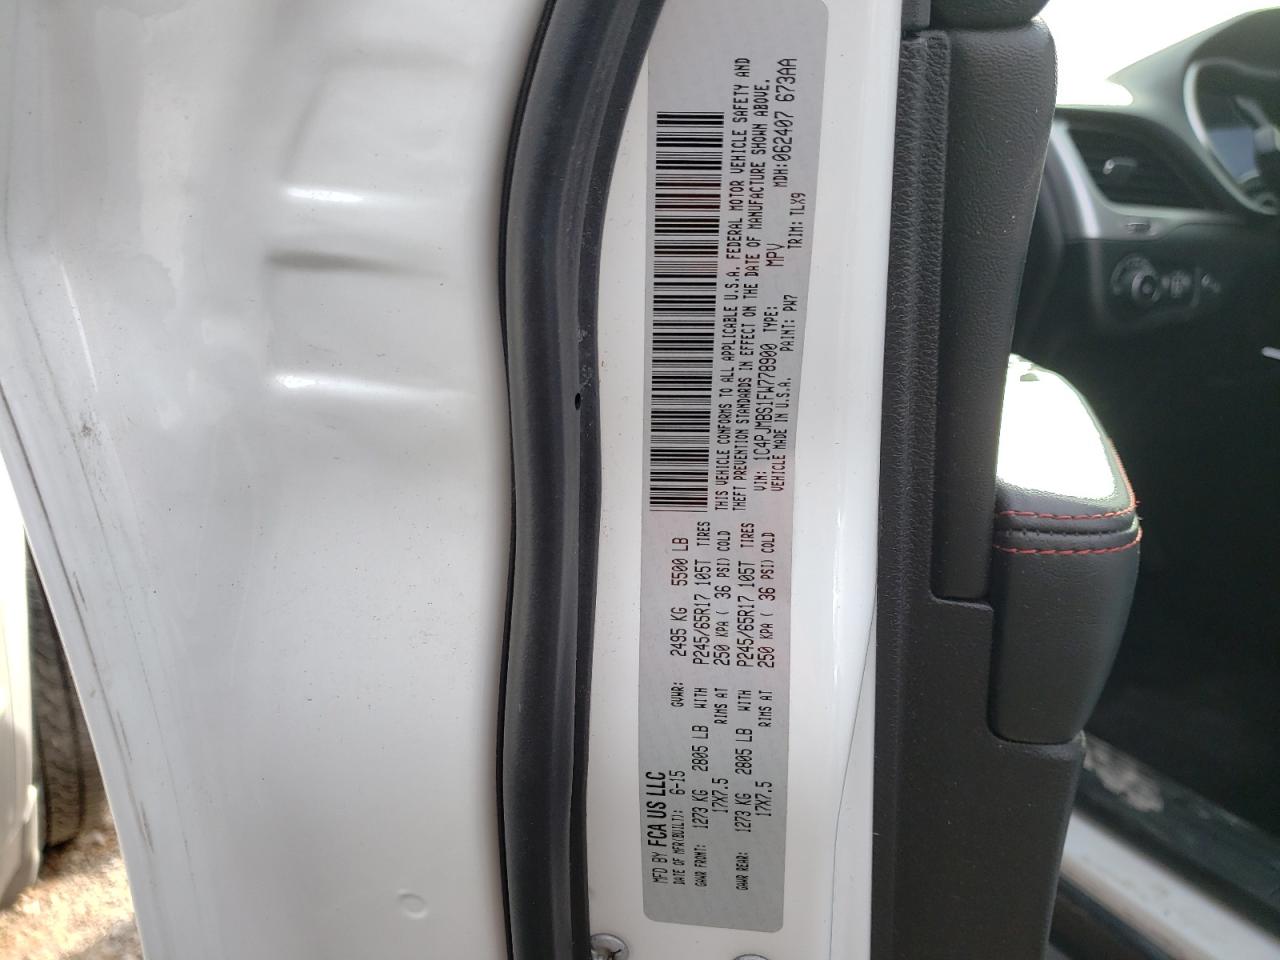 MFD BY FCA US LLC
DATE OF MFR(BUILT): 6-15 GVWR: 2495 KG 5500 LB
GAWR FRONT: 1273 KG 2805 LB WITH P245/65R17 105T TIRES
17X7.5 RIMS AT 250 KPA ( 36 PSI) COLD
GAWR REAR: 1273 KG 2805 LB WITH P245/65R17 105T TIRES
17X7.5 RIMS AT 250 KPA ( 36 PSI) COLD
THIS VEHICLE CONFORMS TO ALL APPLICABLE U.S.A. FEDERAL MOTOR VEHICLE SAFETY AND
THEFT PREVENTION STANDARDS IN EFFECT ON THE DATE OF MANUFACTURE SHOWN ABOVE.
VIN: 1C4PJMBS1FW778900 TYPE: MPV MDH:062407 673AA
VEHICLE MADE IN U.S.A. PAINT: PW7 TRIM: TLX9